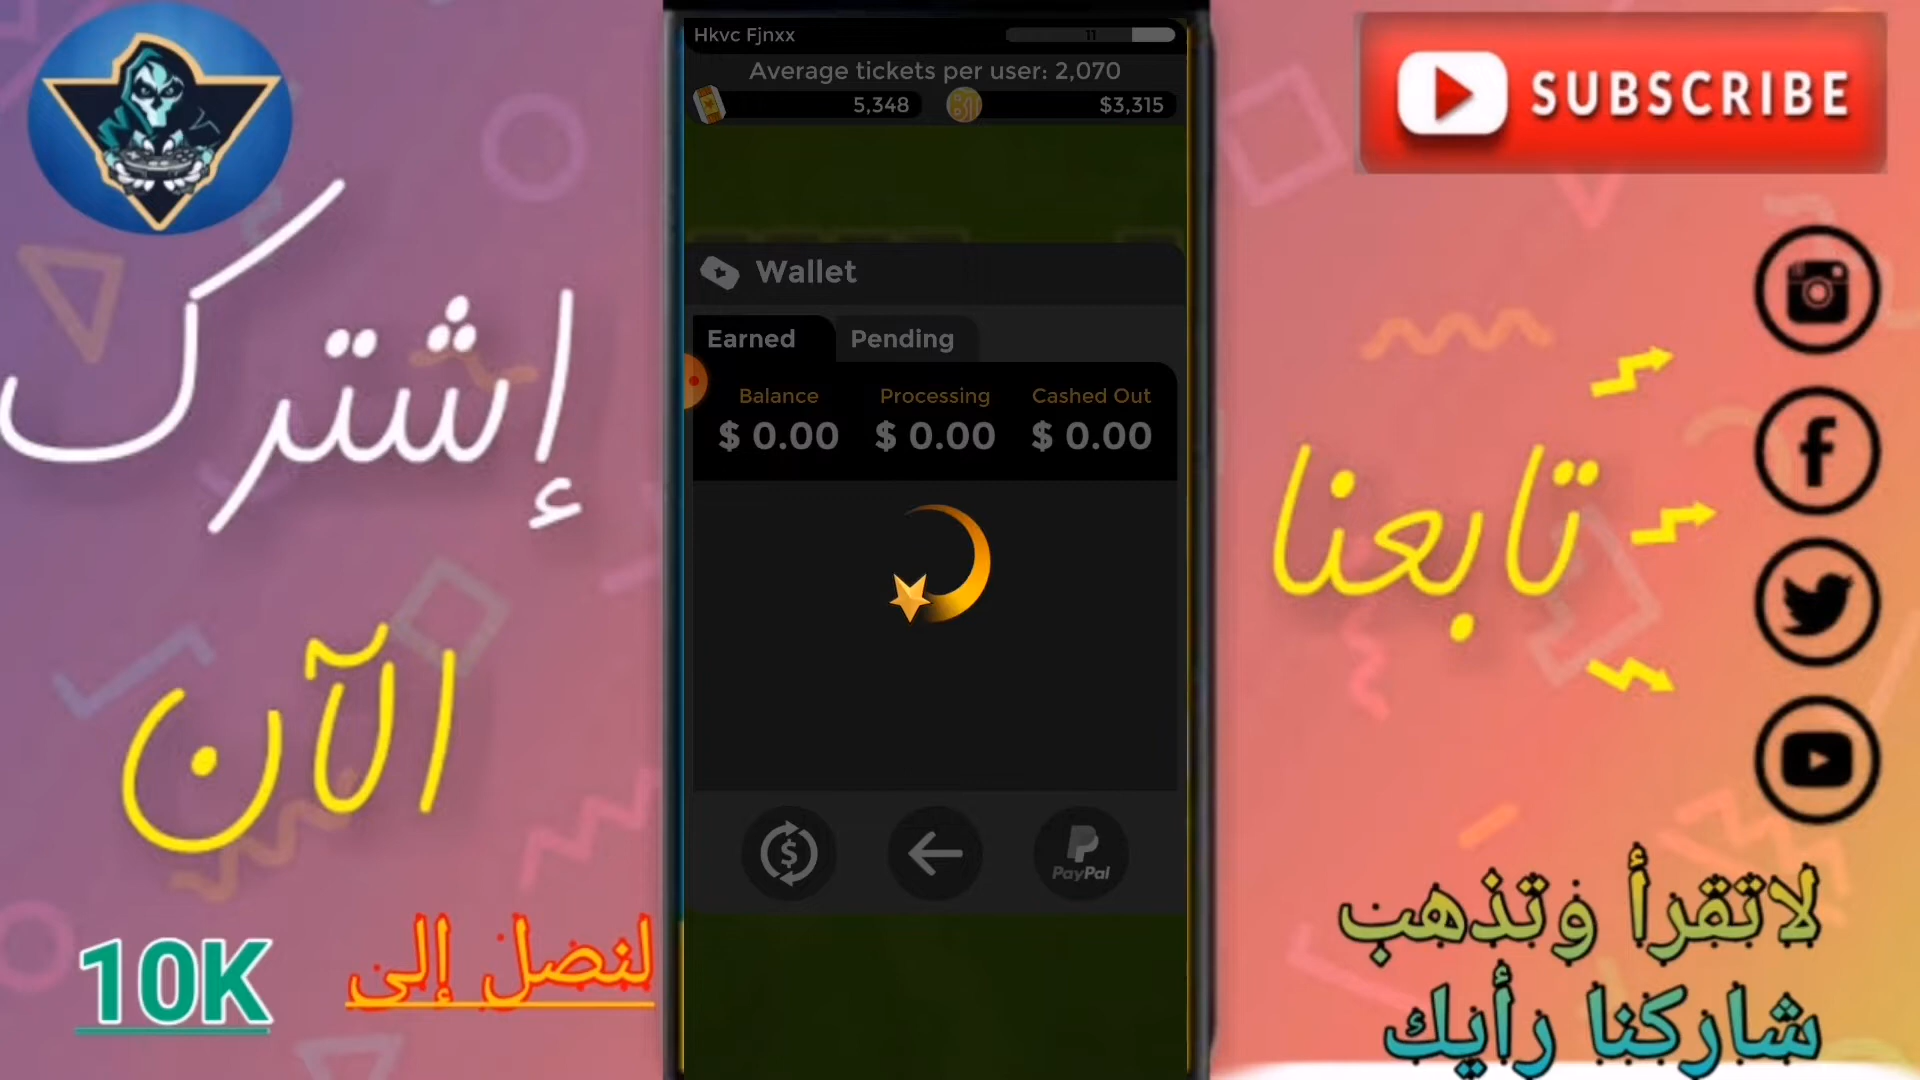 Hkvc Fjnxx
11
Average tickets per user: 2,070
5,348
$3,315
Wallet
Earned
Pending
Balance
Processing
Cashed Out
$ 0.00
$ 0.00
$ 0.00
PayPal
SUBSCRIBE
إشترك
الآن
لنصل إلى
10K
تابعنا
لاتقرأ وتذهب
شاركنا رأيك